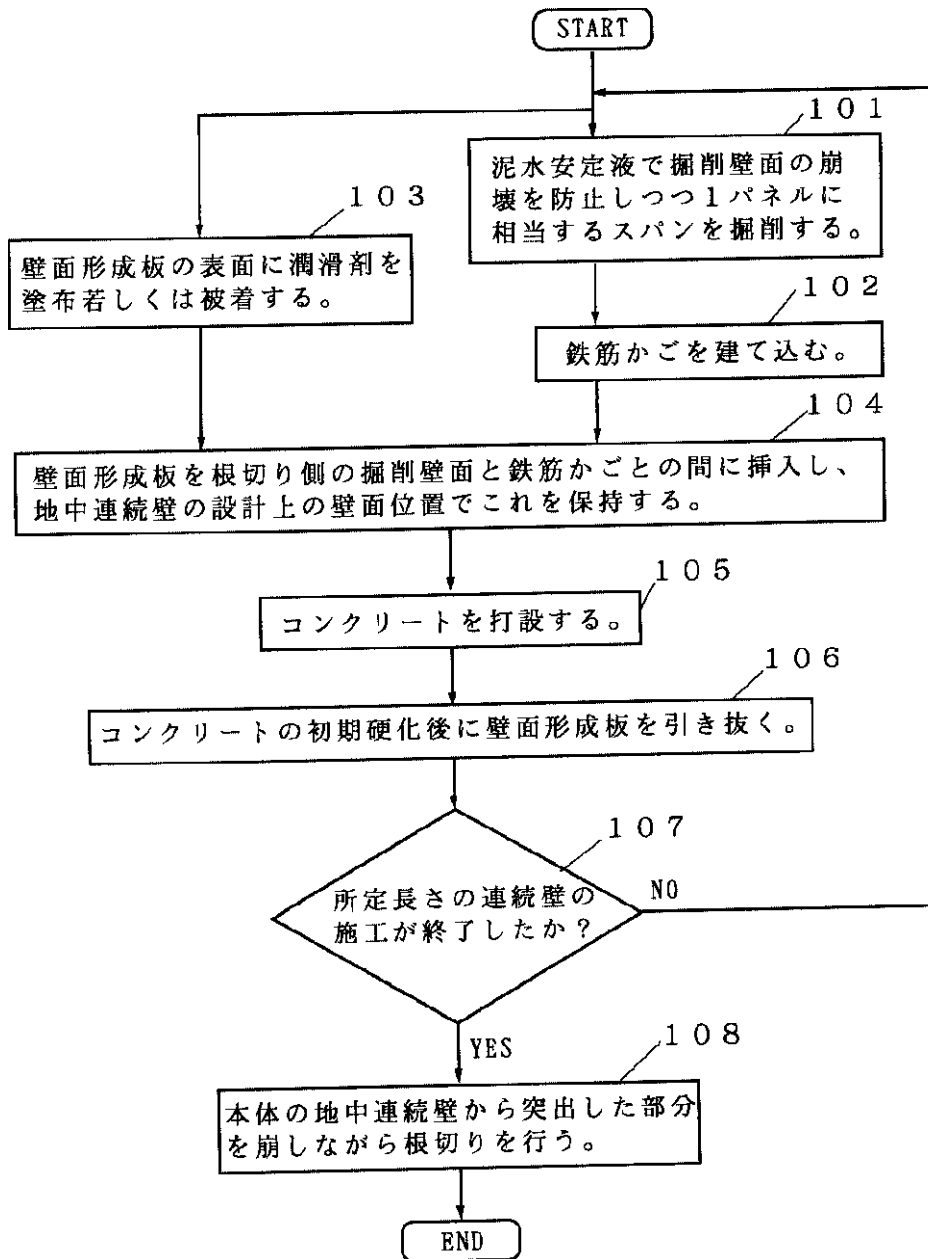 START
101
泥水安定液で掘削壁面の崩
壊を防止しつつ1パネルに
相当するスパンを掘削する。
103
壁面形成板の表面に潤滑剤を
塗布若しくは被着する。
102
鉄筋かごを建て込む。
104
壁面形成板を根切り側の掘削壁面と鉄筋かごとの間に挿入し、
地中連続壁の設計上の壁面位置でこれを保持する。
105
コンクリートを打設する。
106
コンクリートの初期硬化後に壁面形成板を引き抜く。
107
所定長さの連続壁の
施工が終了したか?
NO
YES
108
本体の地中連続壁から突出した部分
を崩しながら根切りを行う。
END